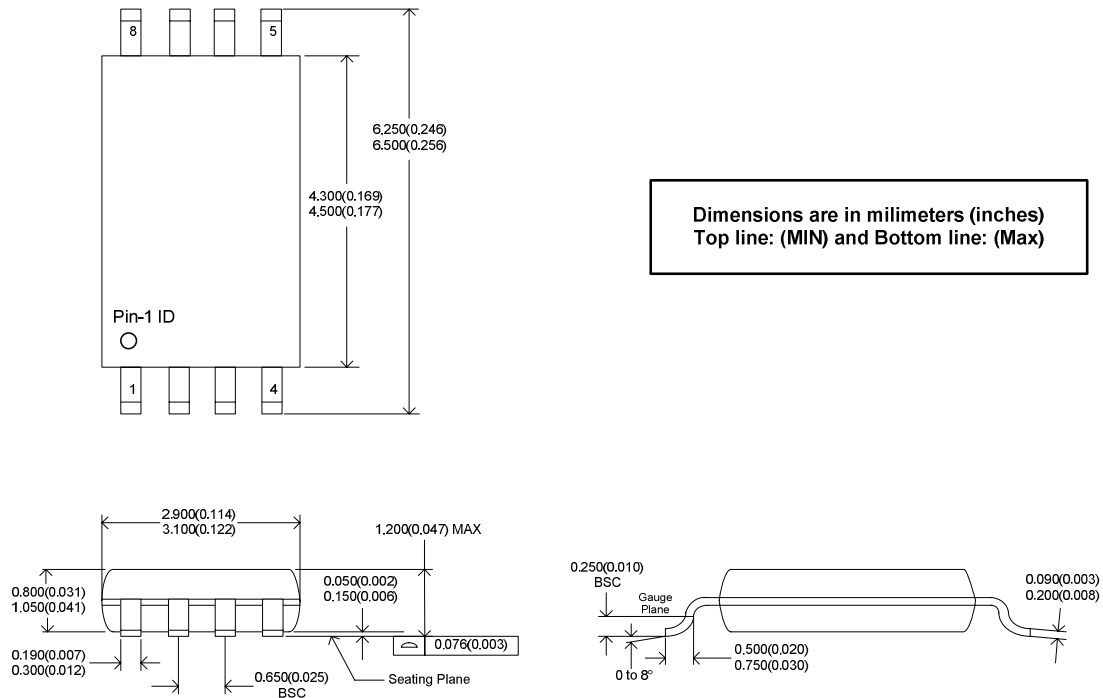 8
5
6.250(0.246)
6.500(0.256)
4.300(0.169)
4.500(0.177)
Dimensions are in milimeters (inches)
Top line: (MIN) and Bottom line: (Max)
Pin-1 ID
1
4
2.900(0.114)
3.100(0.122)
1.200(0.047) MAX
0.800(0.031)
1.050(0.041)
0.050(0.002)
0.150(0.006)
0.076(0.003)
0.190(0.007)
0.300(0.012)
0.650(0.025)
BSC
Seating Plane
0.250(0.010)
BSC
Gauge
Plane
0.090(0.003)
0.200(0.008)
0.500(0.020)
0.750(0.030)
0 to 8°